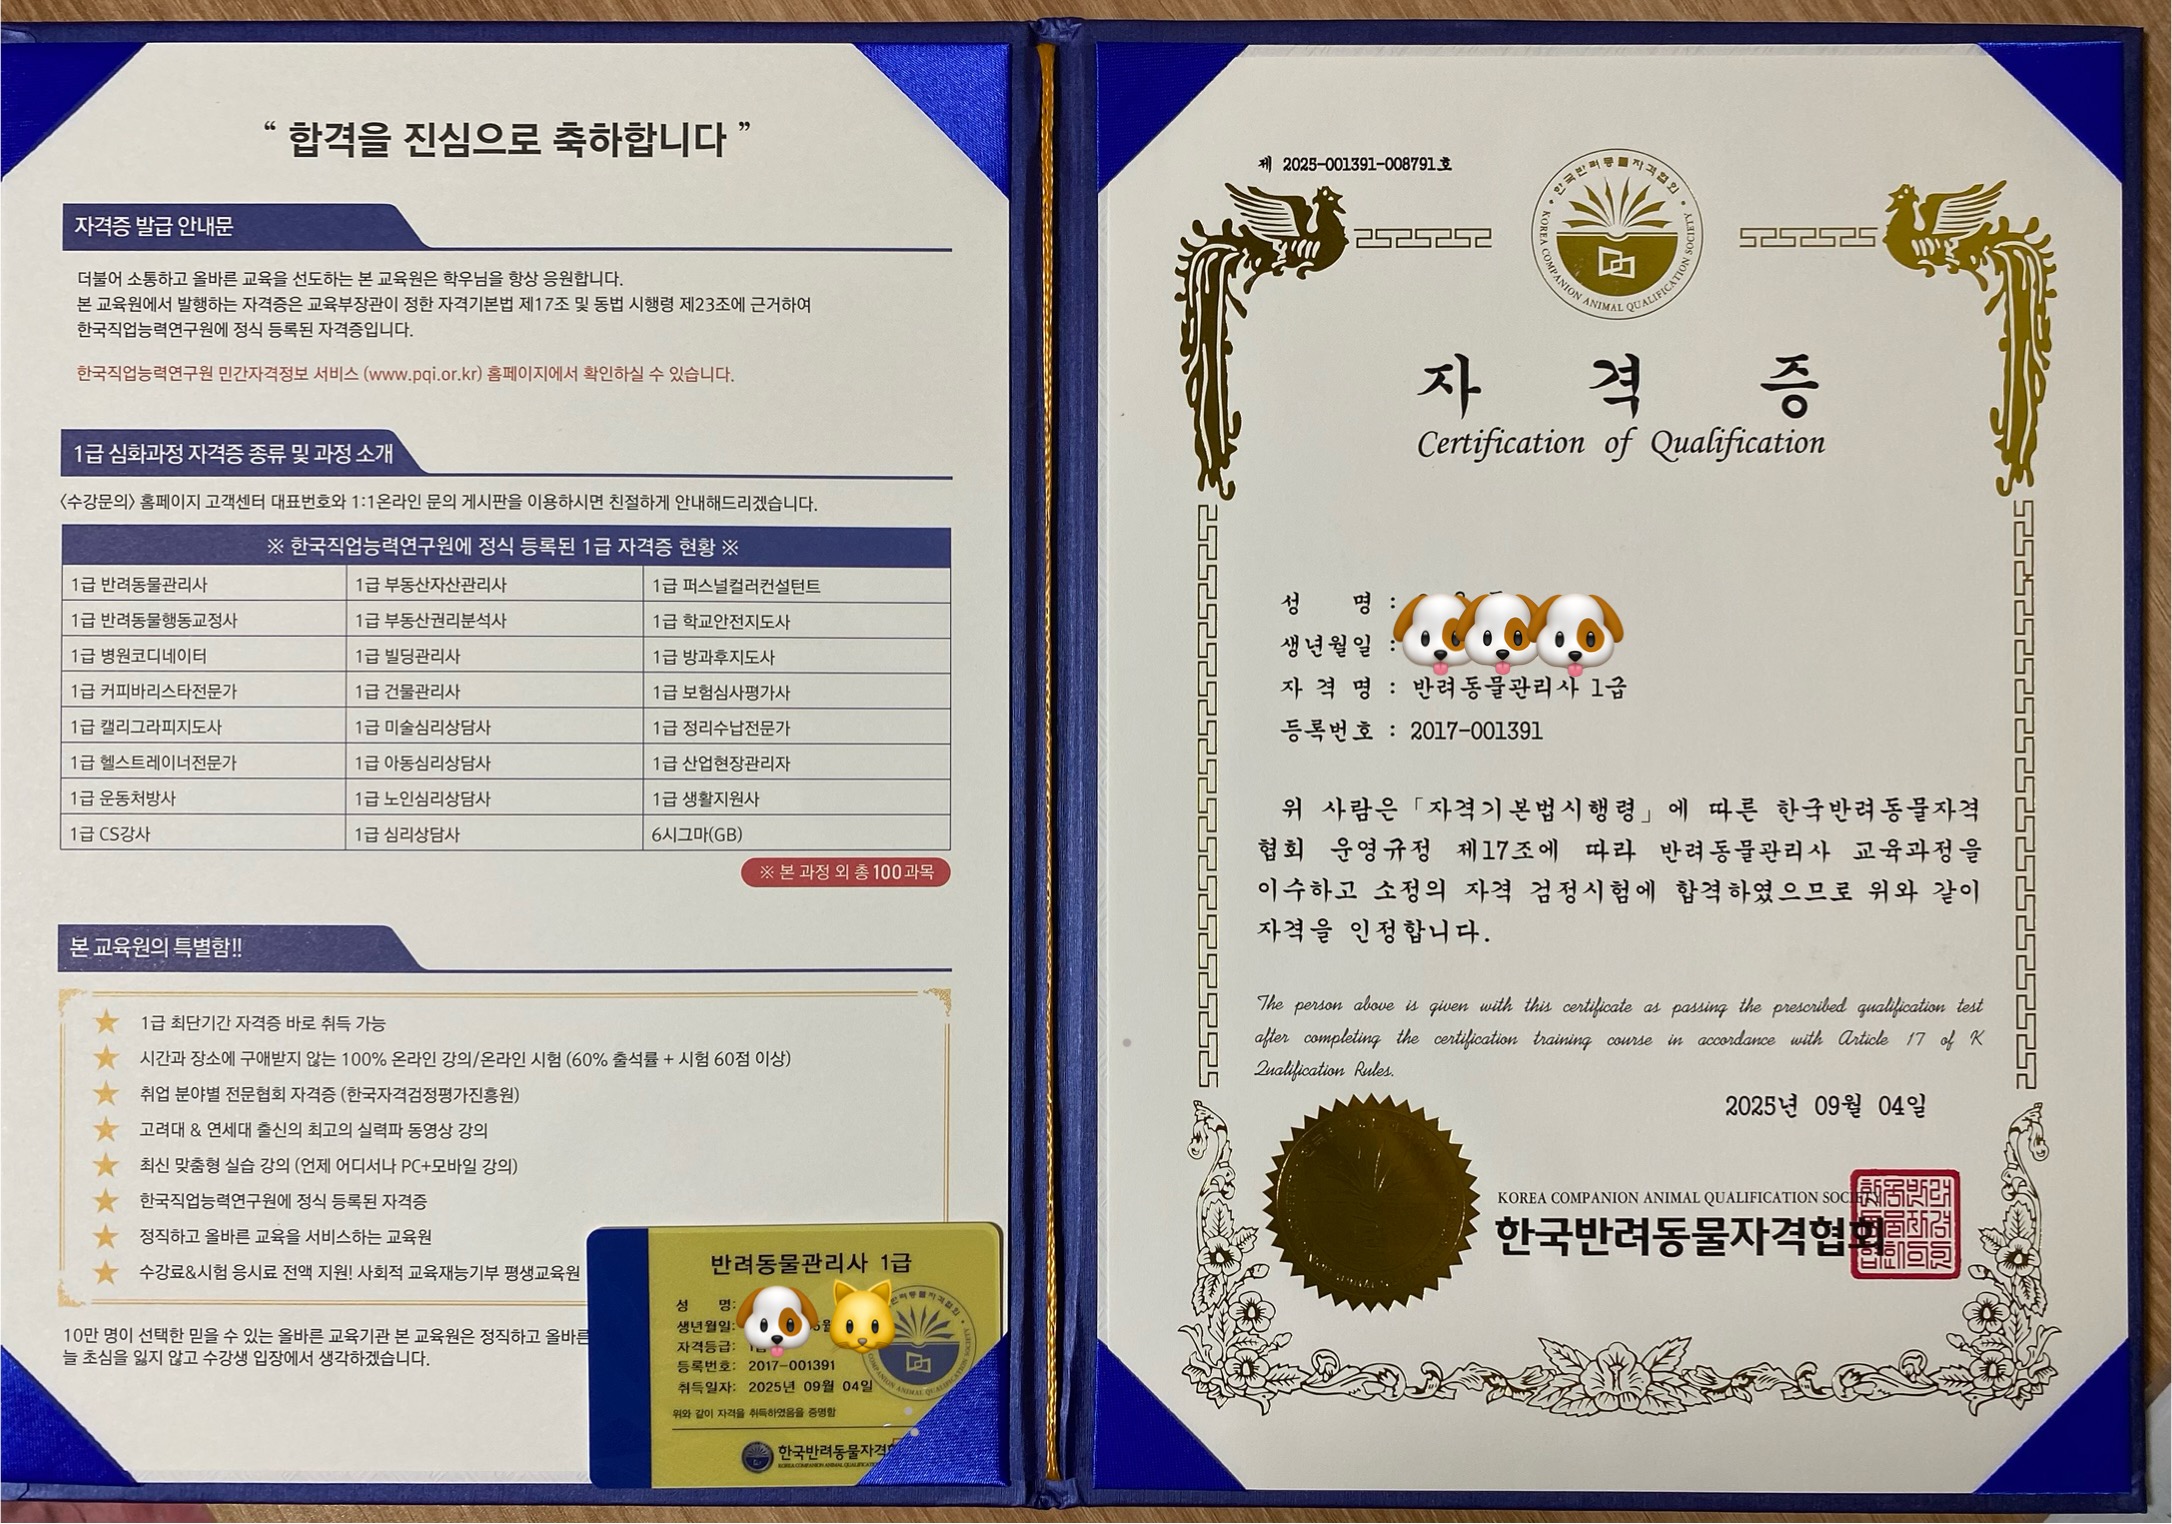 “ 합격을 진심으로 축하합니다 ”
자격증 발급 안내문
더불어 소통하고 올바른 교육을 선도하는 본 교육원은 학우님을 항상 응원합니다.
본 교육원에서 발행하는 자격증은 교육부장관이 정한 자격기본법 제17조 및 동법 시행령 제23조에 근거하여
한국직업능력연구원에 정식 등록된 자격증입니다.
한국직업능력연구원 민간자격정보 서비스 (www.pqi.or.kr) 홈페이지에서 확인하실 수 있습니다.
1급 심화과정 자격증 종류 및 과정 소개
<수강문의> 홈페이지 고객센터 대표번호와 1:1온라인 문의 게시판을 이용하시면 친절하게 안내해드리겠습니다.
※ 한국직업능력연구원에 정식 등록된 1급 자격증 현황 ※
1급 반려동물관리사 1급 부동산자산관리사 1급 퍼스널컬러컨설턴트
1급 반려동물행동교정사 1급 부동산권리분석사 1급 학교안전지도사
1급 병원코디네이터 1급 빌딩관리사 1급 방과후지도사
1급 커피바리스타전문가 1급 건물관리사 1급 보험심사평가사
1급 캘리그라피지도사 1급 미술심리상담사 1급 정리수납전문가
1급 헬스트레이너전문가 1급 아동심리상담사 1급 산업현장관리자
1급 운동처방사 1급 노인심리상담사 1급 생활지원사
1급 CS강사 1급 심리상담사 6시그마(GB)
※ 본 과정 외 총 100과목
본 교육원의 특별함!!
1급 최단기간 자격증 바로 취득 가능
시간과 장소에 구애받지 않는 100% 온라인 강의/온라인 시험 (60% 출석률 + 시험 60점 이상)
취업 분야별 전문협회 자격증 (한국자격검정평가진흥원)
고려대 & 연세대 출신의 최고의 실력파 동영상 강의
최신 맞춤형 실습 강의 (언제 어디서나 PC+모바일 강의)
한국직업능력연구원에 정식 등록된 자격증
정직하고 올바른 교육을 서비스하는 교육원
수강료&시험 응시료 전액 지원! 사회적 교육재능기부 평생교육원
10만 명이 선택한 믿을 수 있는 올바른 교육기관 본 교육원은 정직하고 올바른
늘 초심을 잃지 않고 수강생 입장에서 생각하겠습니다.
반려동물관리사 1급
성 명:
생년월일:
자격등급:
등록번호: 2017-001391
취득일자: 2025년 09월 04일
위와 같이 자격을 취득하였음을 증명함
한국반려동물자격
제 2025-001391-008791호
한국반려동물자격협회
KOREA COMPANION ANIMAL QUALIFICATION SOCIETY
자 격 증
Certification of Qualification
성 명 :
생년월일 :
자 격 명 : 반려동물관리사 1급
등록번호 : 2017-001391
위 사람은 「자격기본법시행령」에 따른 한국반려동물자격
협회 운영규정 제17조에 따라 반려동물관리사 교육과정을
이수하고 소정의 자격 검정시험에 합격하였으므로 위와 같이
자격을 인정합니다.
The person above is given with this certificate as passing the prescribed qualification test
after completing the certification training course in accordance with Article 17 of K
Qualification Rules.
2025년 09월 04일
KOREA COMPANION ANIMAL QUALIFICATION SOCIETY
한국반려동물자격협회